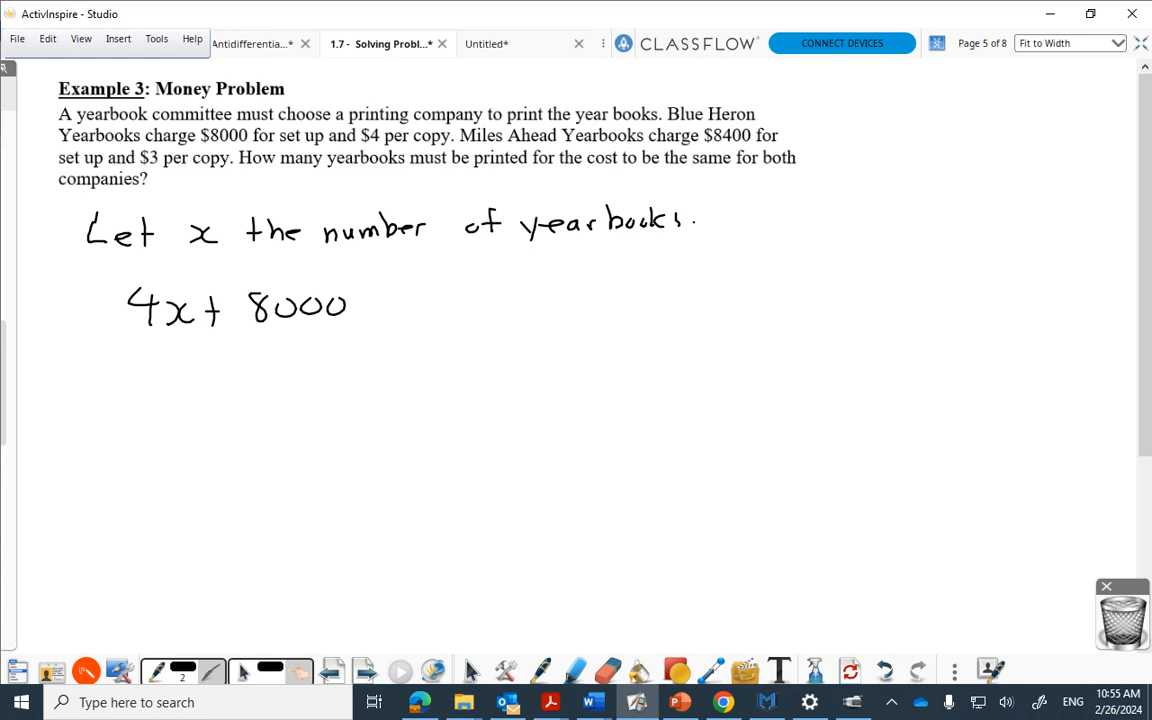 ActivInspire - Studio
File Edit View Insert Tools Help
Antidifferentia...* 1.7 - Solving Probl...* Untitled*
CLASSFLOW
CONNECT DEVICES
Page 5 of 8
Fit to Width
Example 3: Money Problem
A yearbook committee must choose a printing company to print the year books. Blue Heron
Yearbooks charge $8000 for set up and $4 per copy. Miles Ahead Yearbooks charge $8400 for
set up and $3 per copy. How many yearbooks must be printed for the cost to be the same for both
companies?
Let x the number of yearbooks.
4x + 8000
2
Type here to search
ENG
10:55 AM
2/26/2024